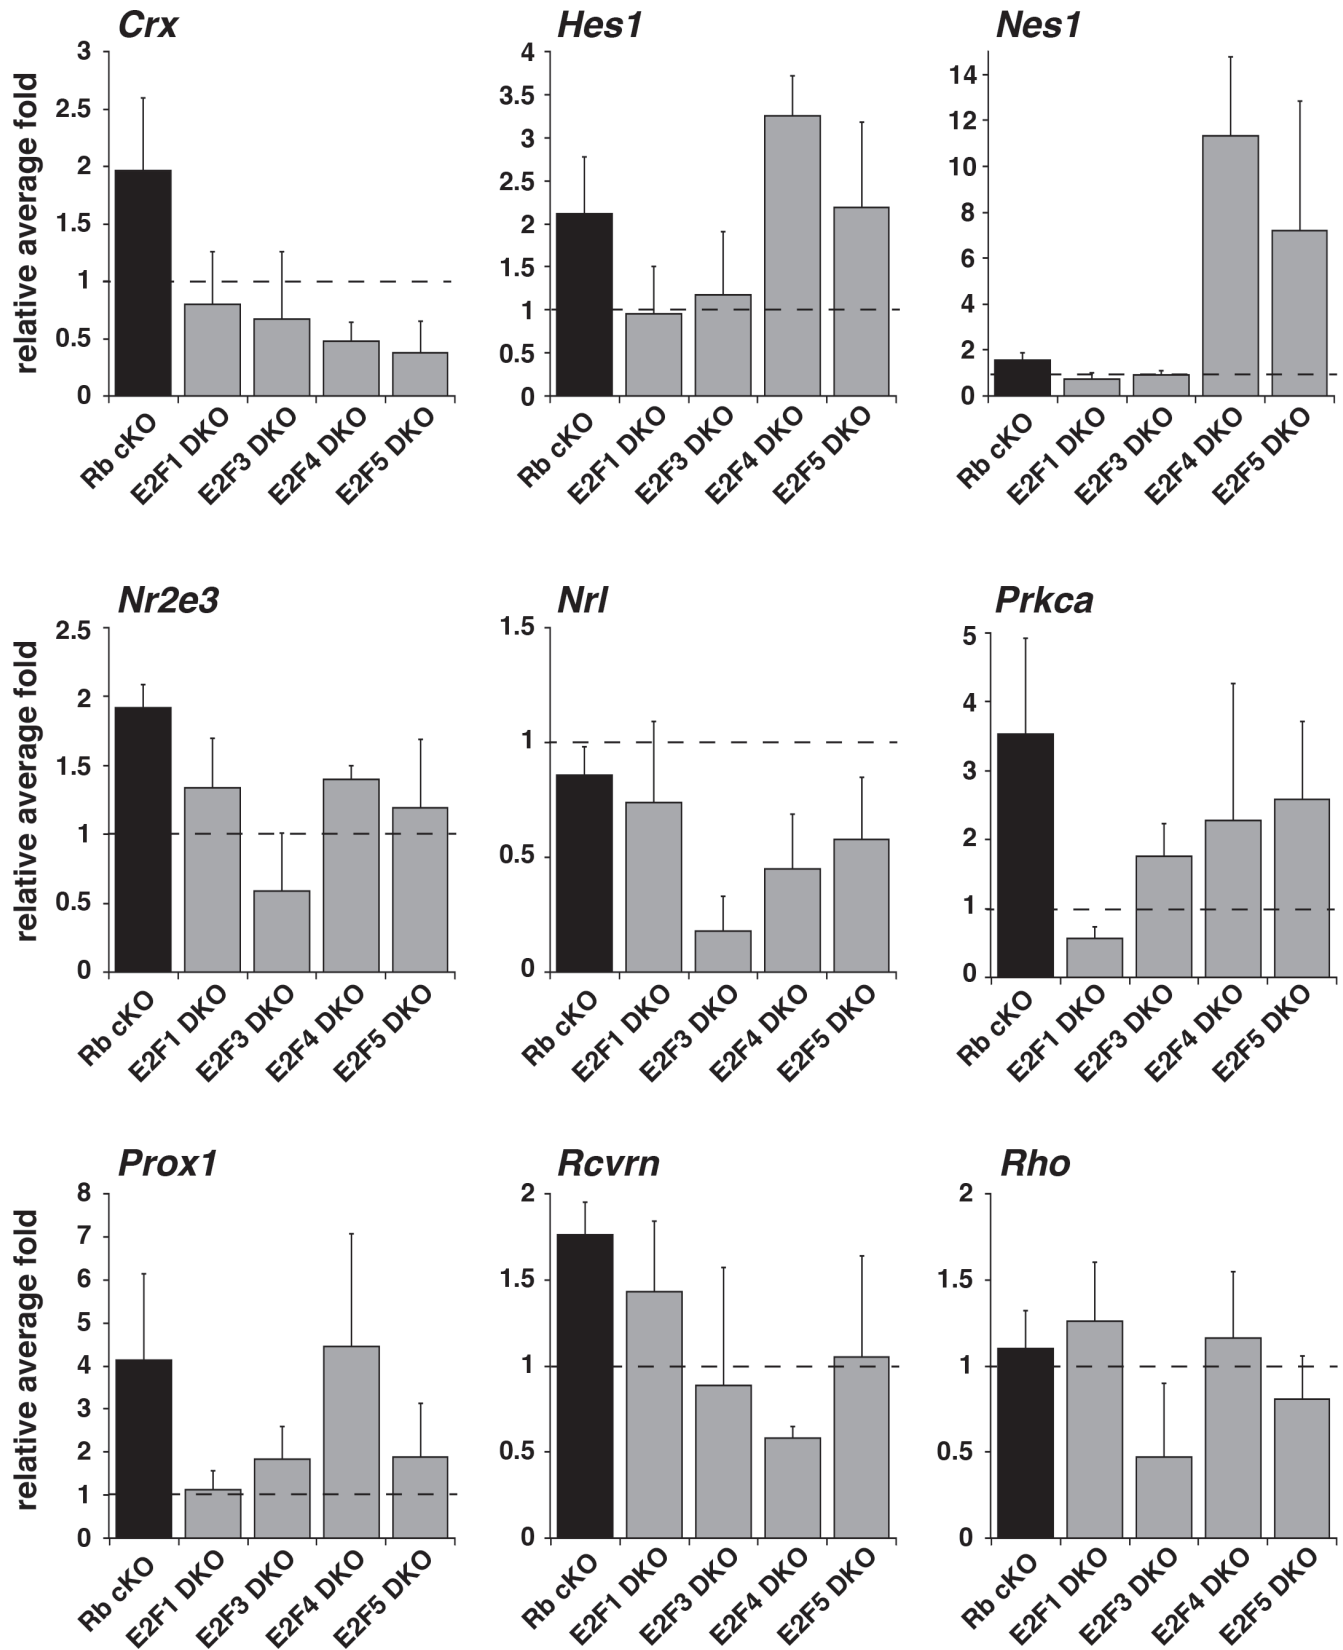 Crx
relative average fold
3
2.5
2
1.5
1
0.5
0
Rb cKO
E2F1 DKO
E2F3 DKO
E2F4 DKO
E2F5 DKO
Hes1
4
3.5
3
2.5
2
1.5
1
0.5
0
Rb cKO
E2F1 DKO
E2F3 DKO
E2F4 DKO
E2F5 DKO
Nes1
14
12
10
8
6
4
2
0
Rb cKO
E2F1 DKO
E2F3 DKO
E2F4 DKO
E2F5 DKO
Nr2e3
relative average fold
2.5
2
1.5
1
0.5
0
Rb cKO
E2F1 DKO
E2F3 DKO
E2F4 DKO
E2F5 DKO
Nrl
1.5
1
0.5
0
Rb cKO
E2F1 DKO
E2F3 DKO
E2F4 DKO
E2F5 DKO
Prkca
5
4
3
2
1
0
Rb cKO
E2F1 DKO
E2F3 DKO
E2F4 DKO
E2F5 DKO
Prox1
relative average fold
8
7
6
5
4
3
2
1
0
Rb cKO
E2F1 DKO
E2F3 DKO
E2F4 DKO
E2F5 DKO
Rcvrn
2
1.5
1
0.5
0
Rb cKO
E2F1 DKO
E2F3 DKO
E2F4 DKO
E2F5 DKO
Rho
2
1.5
1
0.5
0
Rb cKO
E2F1 DKO
E2F3 DKO
E2F4 DKO
E2F5 DKO